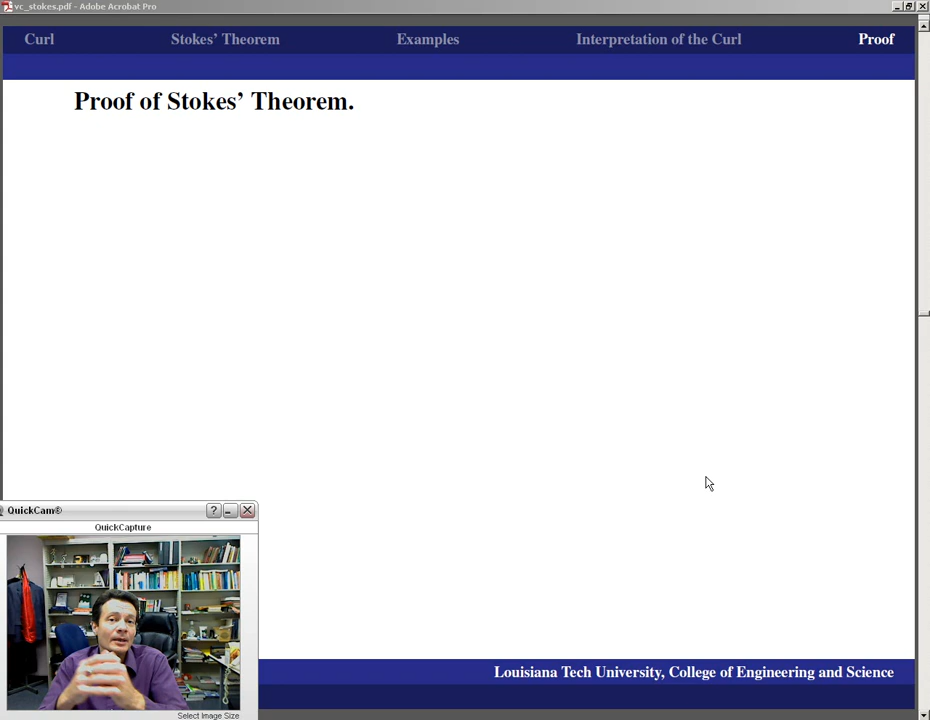 vc_stokes.pdf - Adobe Acrobat Pro
Curl Stokes' Theorem Examples Interpretation of the Curl Proof
Proof of Stokes' Theorem.
QuickCam®
QuickCapture
Select Image Size
Louisiana Tech University, College of Engineering and Science